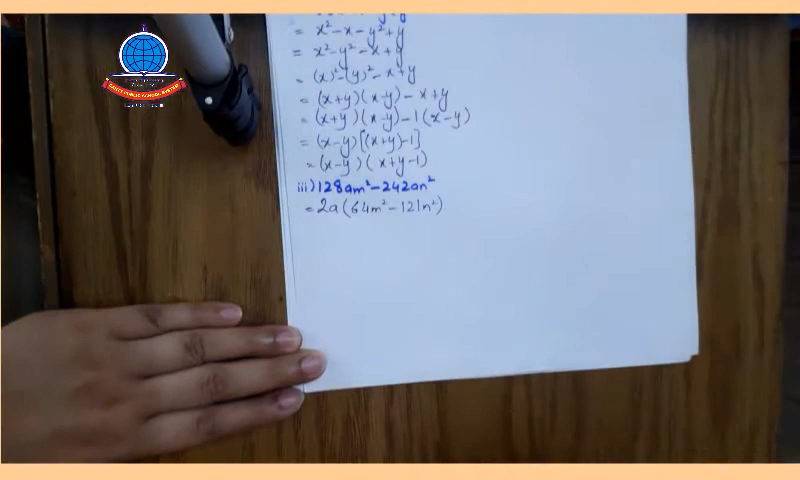 = x² - x - y² + y
= x² - y² - x + y
= (x)² - (y)² - x + y
= (x+y)(x-y) - x + y
= (x+y)(x-y) - 1(x-y)
= (x-y)[(x+y)-1]
= (x-y)(x+y-1)
iii) 128am² - 242an²
= 2a(64m² - 121n²)